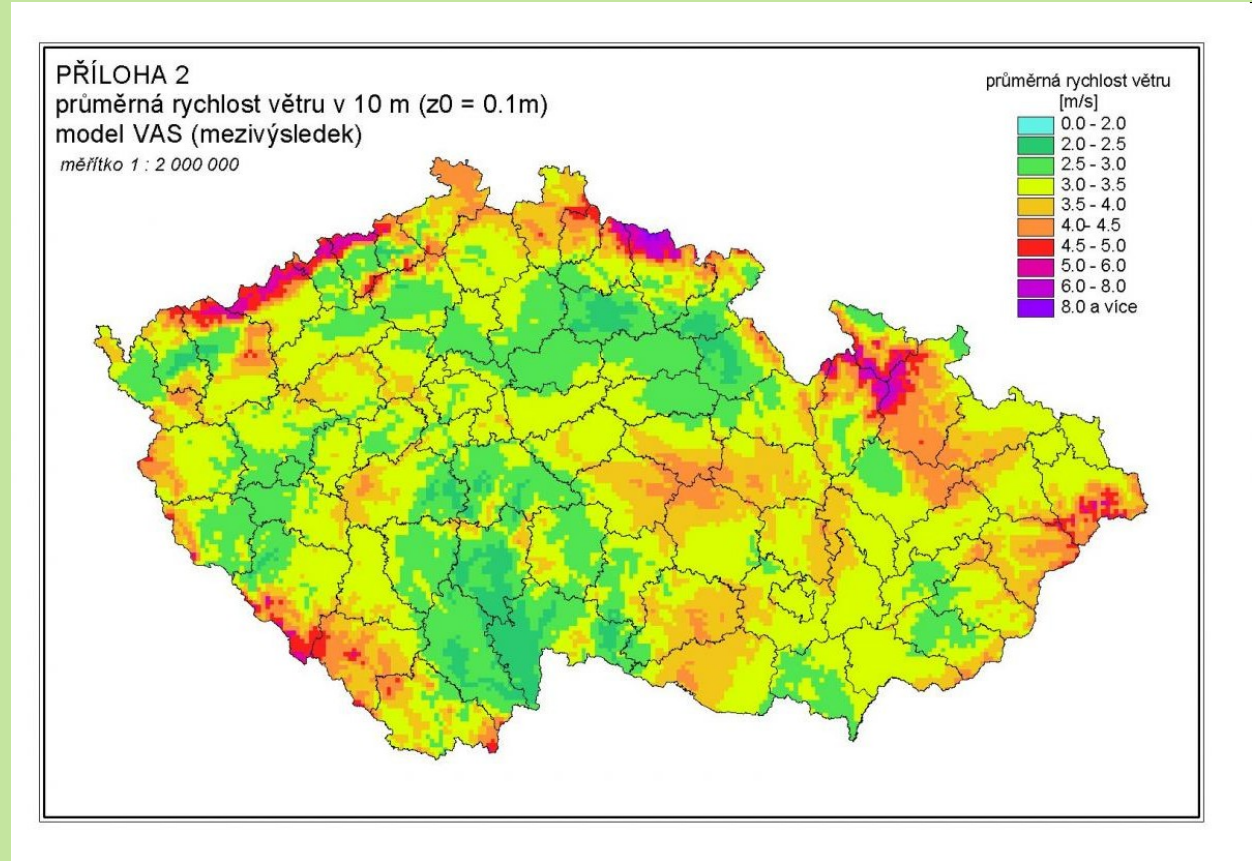 PŘÍLOHA 2
průměrná rychlost větru v 10 m (z0 = 0.1m)
model VAS (mezivýsledek)
měřítko 1 : 2 000 000
průměrná rychlost větru
[m/s]
0.0 - 2.0
2.0 - 2.5
2.5 - 3.0
3.0 - 3.5
3.5 - 4.0
4.0- 4.5
4.5 - 5.0
5.0 - 6.0
6.0 - 8.0
8.0 a více